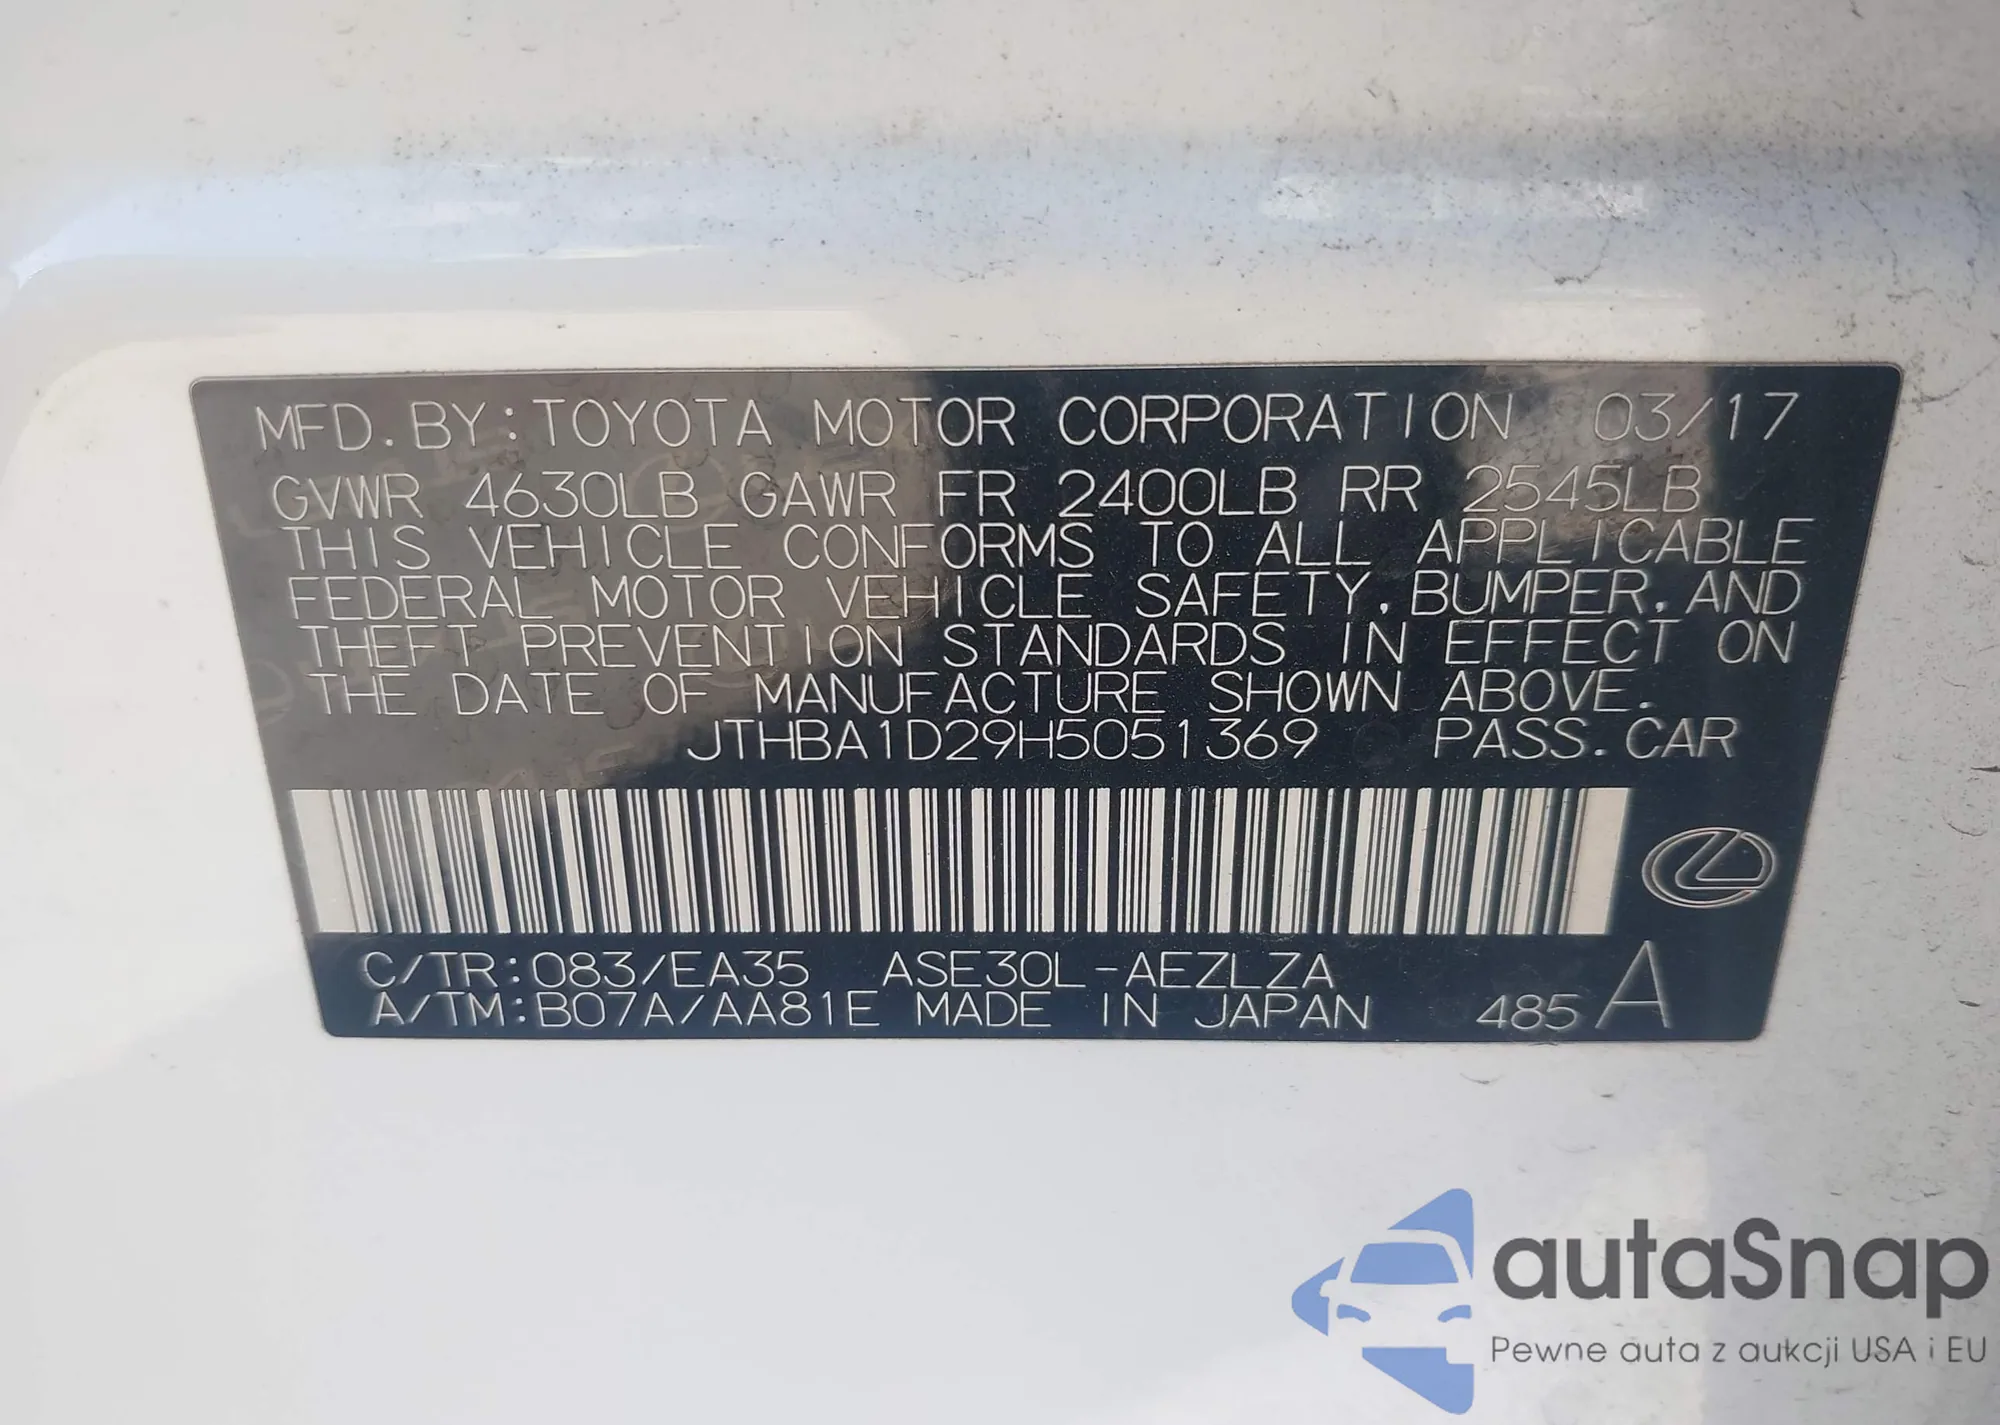 MFD. BY: TOYOTA MOTOR CORPORATION 03/17
GVWR 4630LB GAWR FR 2400LB RR 2545LB
THIS VEHICLE CONFORMS TO ALL APPLICABLE
FEDERAL MOTOR VEHICLE SAFETY, BUMPER, AND
THEFT PREVENTION STANDARDS IN EFFECT ON
THE DATE OF MANUFACTURE SHOWN ABOVE.
JTHBA1D29H5051369 PASS. CAR
C/TR: 083/EA35 ASE30L-AEZLZA
A/TM: B07A/AA81E MADE IN JAPAN 485 A
autaSnap
Pewne auta z aukcji USA i EU